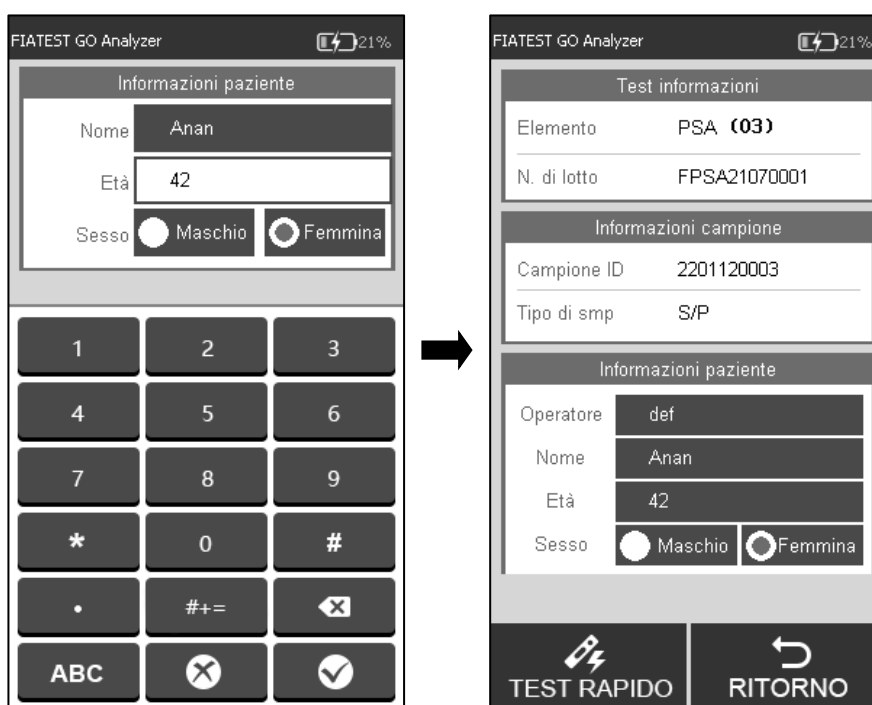 FIATEST GO Analyzer 21%
Informazioni paziente
Nome Anan
Età 42
Sesso Maschio Femmina
1 2 3
4 5 6
7 8 9
* 0 #
. #+=
ABC
FIATEST GO Analyzer 21%
Test informazioni
Elemento PSA (03)
N. di lotto FPSA21070001
Informazioni campione
Campione ID 2201120003
Tipo di smp S/P
Informazioni paziente
Operatore def
Nome Anan
Età 42
Sesso Maschio Femmina
TEST RAPIDO RITORNO